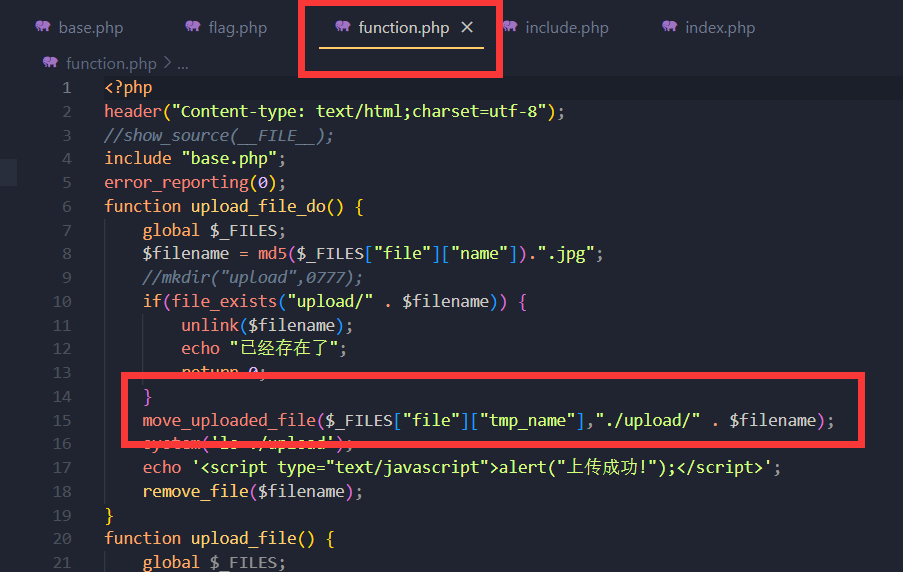 base.php flag.php function.php × include.php index.php
function.php > ...
1 <?php
2 header("Content-type: text/html;charset=utf-8");
3 //show_source(__FILE__);
4 include "base.php";
5 error_reporting(0);
6 function upload_file_do() {
7 global $_FILES;
8 $filename = md5($_FILES["file"]["name"]).".jpg";
9 //mkdir("upload",0777);
10 if(file_exists("upload/" . $filename)) {
11 unlink($filename);
12 echo "已经存在了";
13 return 0;
14 }
15 move_uploaded_file($_FILES["file"]["tmp_name"],"./upload/" . $filename);
16 system('ls ./upload');
17 echo '<script type="text/javascript">alert("上传成功!");</script>';
18 remove_file($filename);
19 }
20 function upload_file() {
21 global $_FILES;